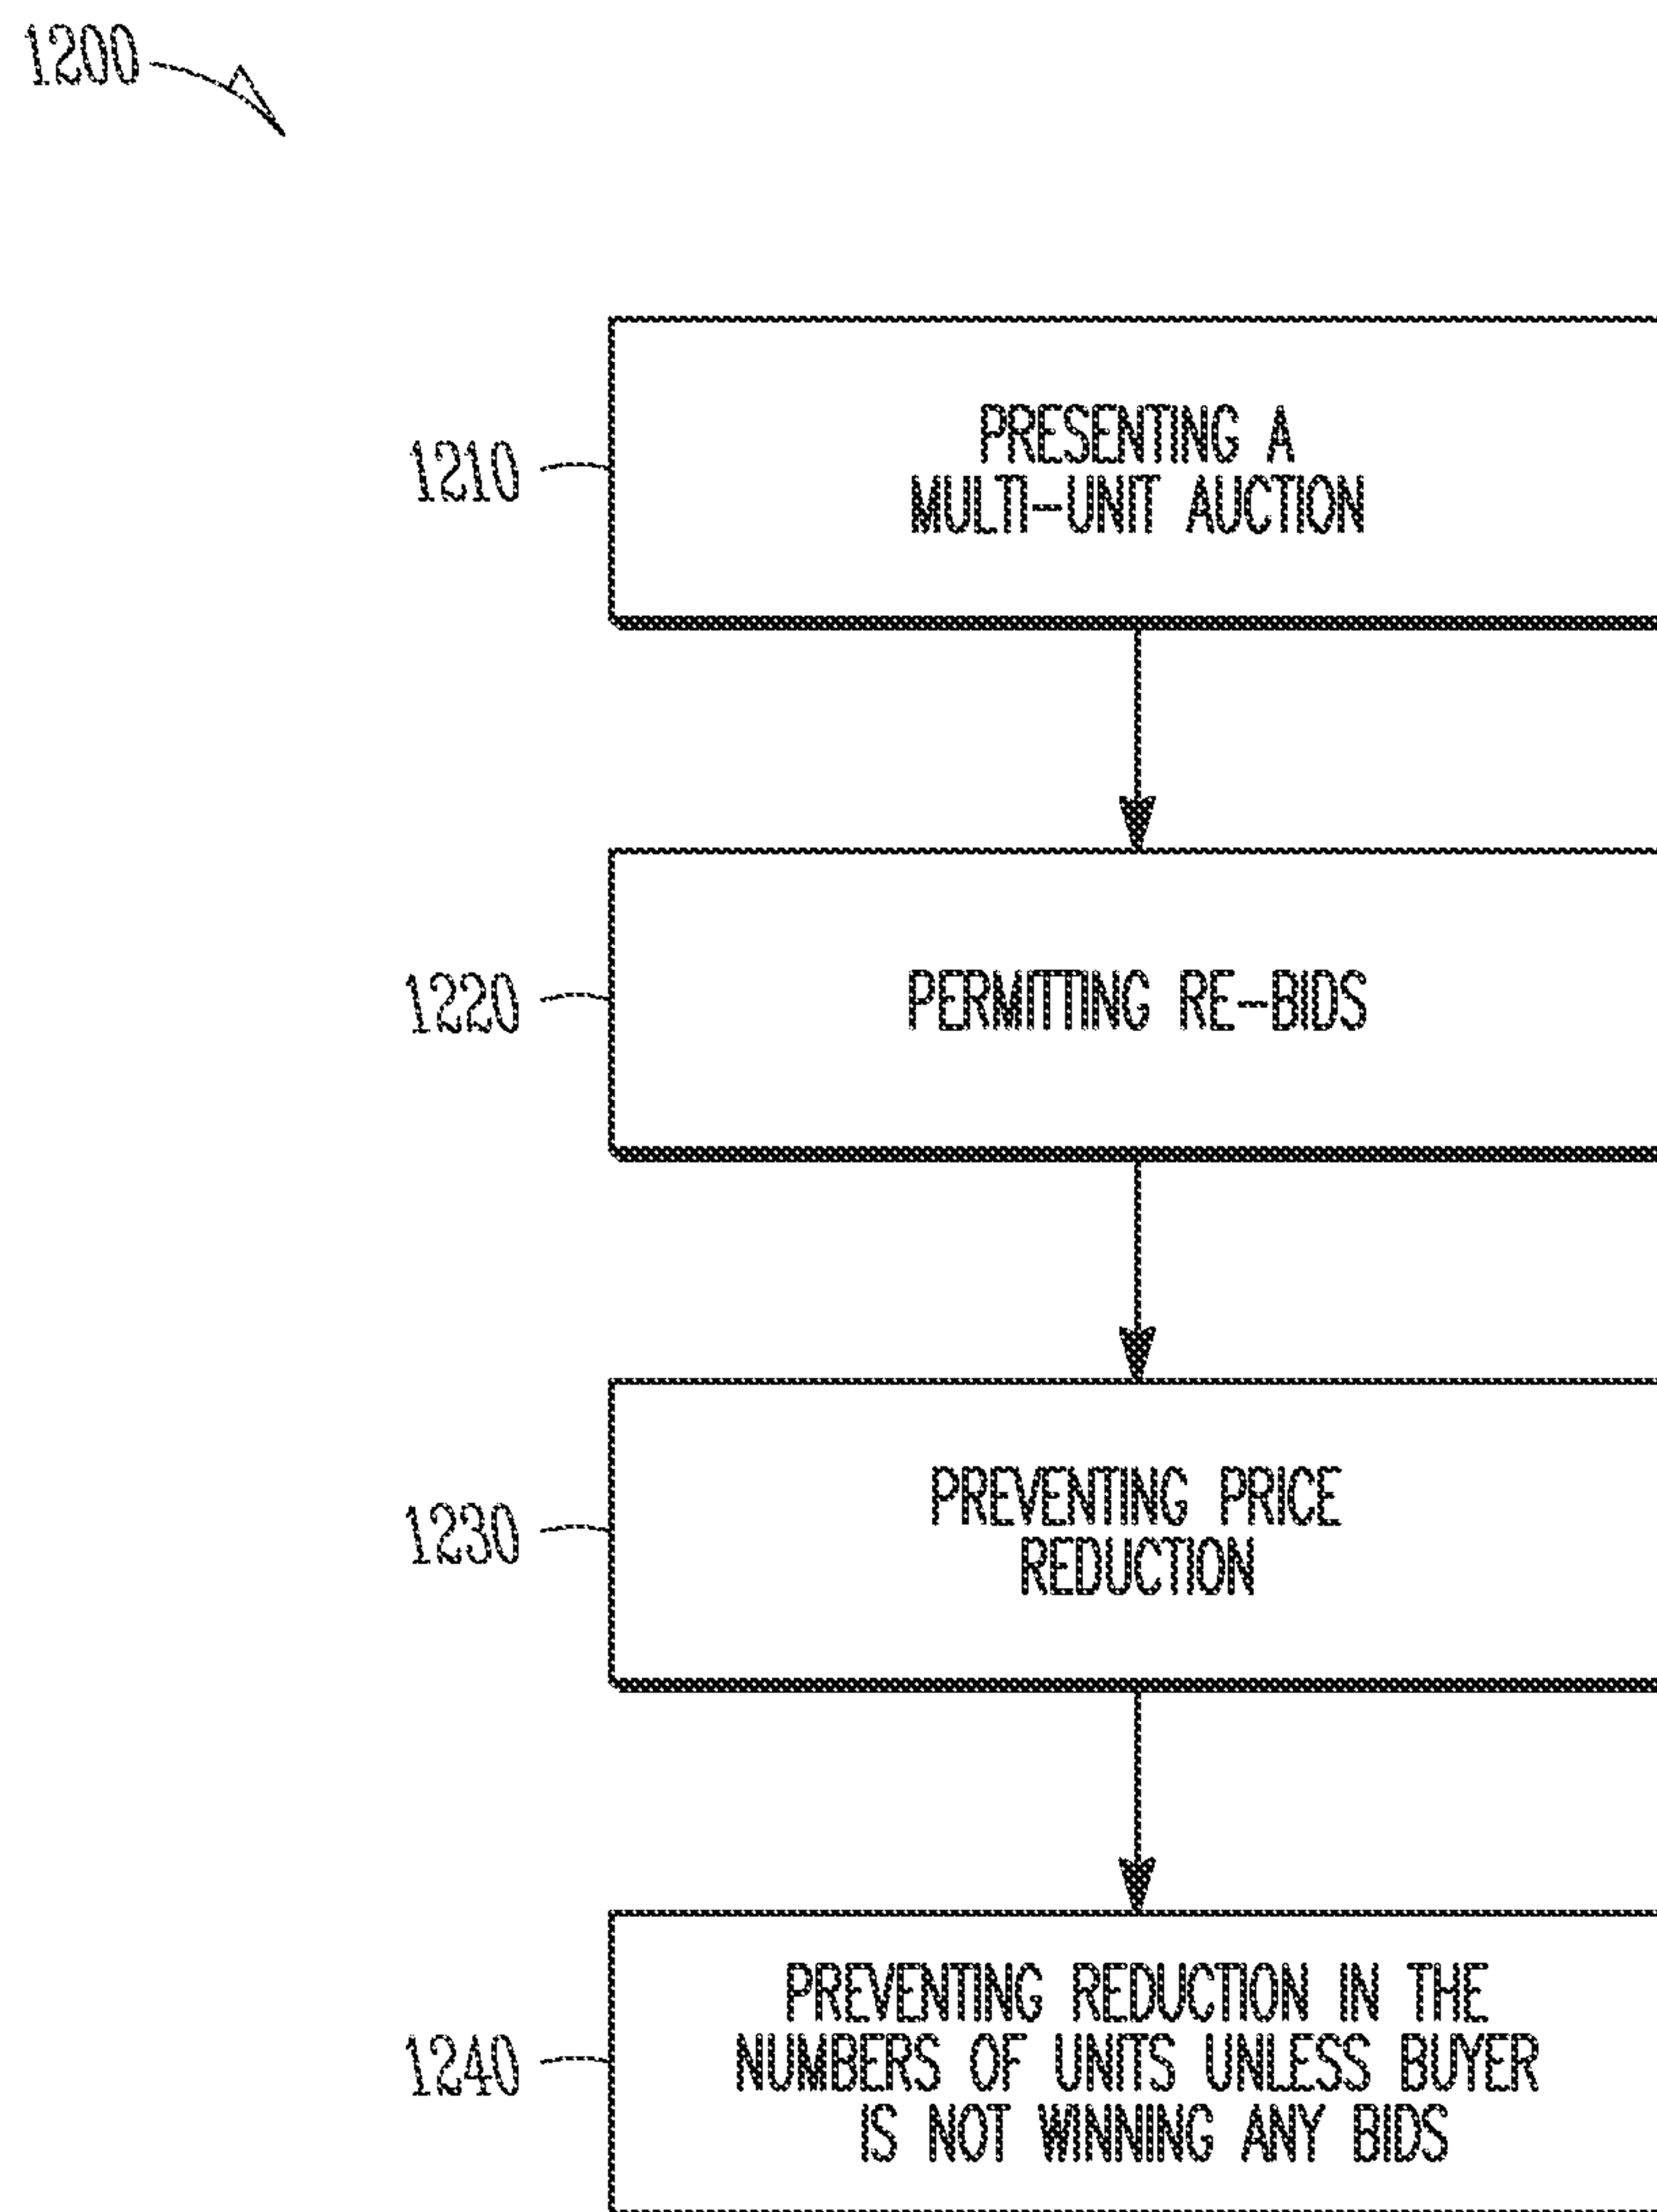 1200
1210
PRESENTING A
MULTI-UNIT AUCTION
1220
PERMITTING RE-BIDS
1230
PREVENTING PRICE
REDUCTION
1240
PREVENTING REDUCTION IN THE
NUMBERS OF UNITS UNLESS BUYER
IS NOT WINNING ANY BIDS